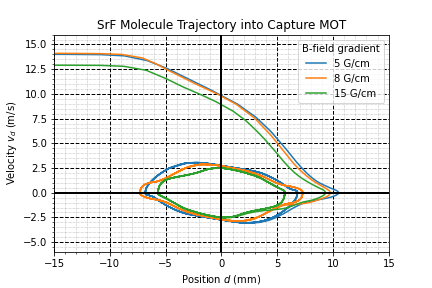 SrF Molecule Trajectory into Capture MOT
B-field gradient
5 G/cm
8 G/cm
15 G/cm
Velocity v_d (m/s)
15.0
12.5
10.0
7.5
5.0
2.5
0.0
−2.5
−5.0
−15
−10
−5
0
5
10
15
Position d (mm)